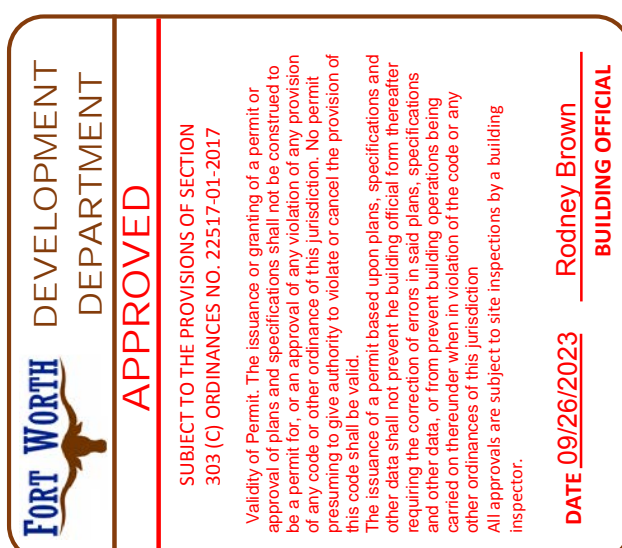 FORT WORTH
DEVELOPMENT
DEPARTMENT
APPROVED
SUBJECT TO THE PROVISIONS OF SECTION
303 (C) ORDINANCES NO. 22517-01-2017
Validity of Permit. The issuance or granting of a permit or
approval of plans and specifications shall not be construed to
be a permit for, or an approval of any violation of any provision
of any code or other ordinance of this jurisdiction. No permit
presuming to give authority to violate or cancel the provision of
this code shall be valid.
The issuance of a permit based upon plans, specifications and
other data shall not prevent he building official form thereafter
requiring the correction of errors in said plans, specifications
and other data, or from prevent building operations being
carried on thereunder when in violation of the code or any
other ordinances of this jurisdiction
All approvals are subject to site inspections by a building
inspector.
DATE 09/26/2023 Rodney Brown
BUILDING OFFICIAL